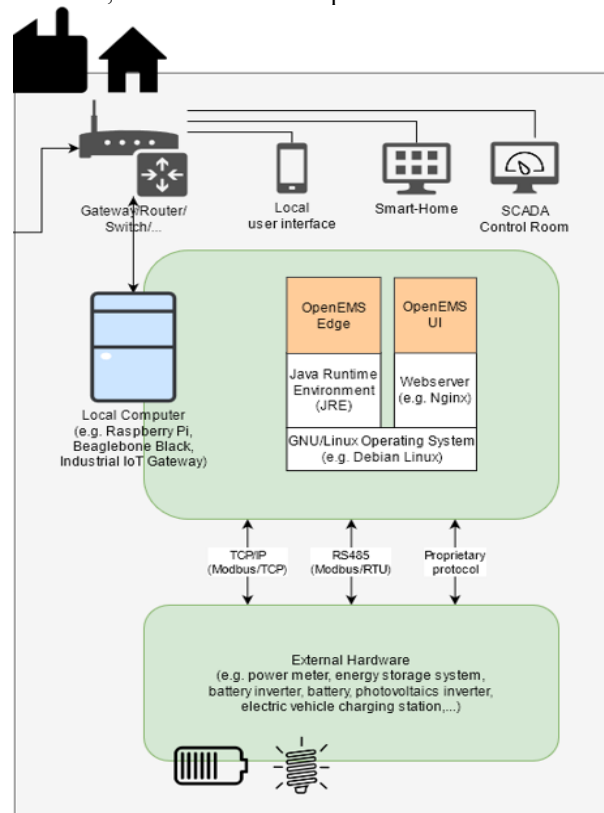 Gateway/Router/
Switch/...
Local
user interface
Smart-Home
SCADA
Control Room
OpenEMS
Edge
OpenEMS
UI
Java Runtime
Environment
(JRE)
Webserver
(e.g. Nginx)
GNU/Linux Operating System
(e.g. Debian Linux)
Local Computer
(e.g. Raspberry Pi,
Beaglebone Black,
Industrial IoT Gateway)
TCP/IP
(Modbus/TCP)
RS485
(Modbus/RTU)
Proprietary
protocol
External Hardware
(e.g. power meter, energy storage system,
battery inverter, battery, photovoltaics inverter,
electric vehicle charging station,...)